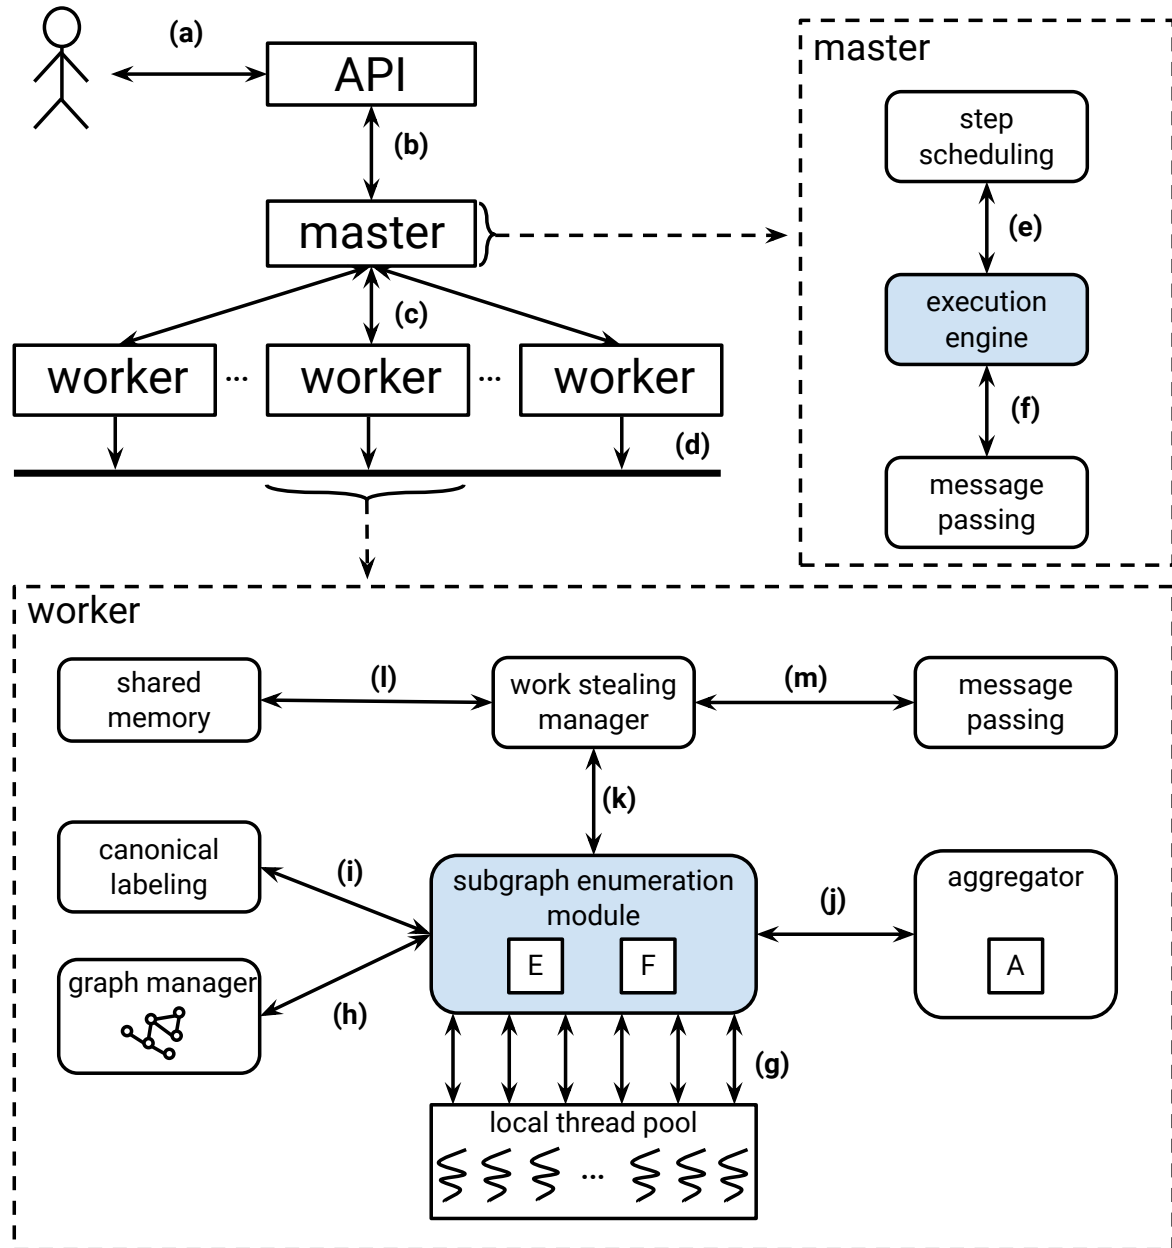 (a)
API
(b)
master
(c)
worker ... worker ... worker
(d)
master
step
scheduling
(e)
execution
engine
(f)
message
passing
worker
shared
memory
(l)
work stealing
manager
(m)
message
passing
(k)
canonical
labeling
(i)
subgraph enumeration
module
E F
(j)
aggregator
A
graph manager
(h)
(g)
local thread pool
...